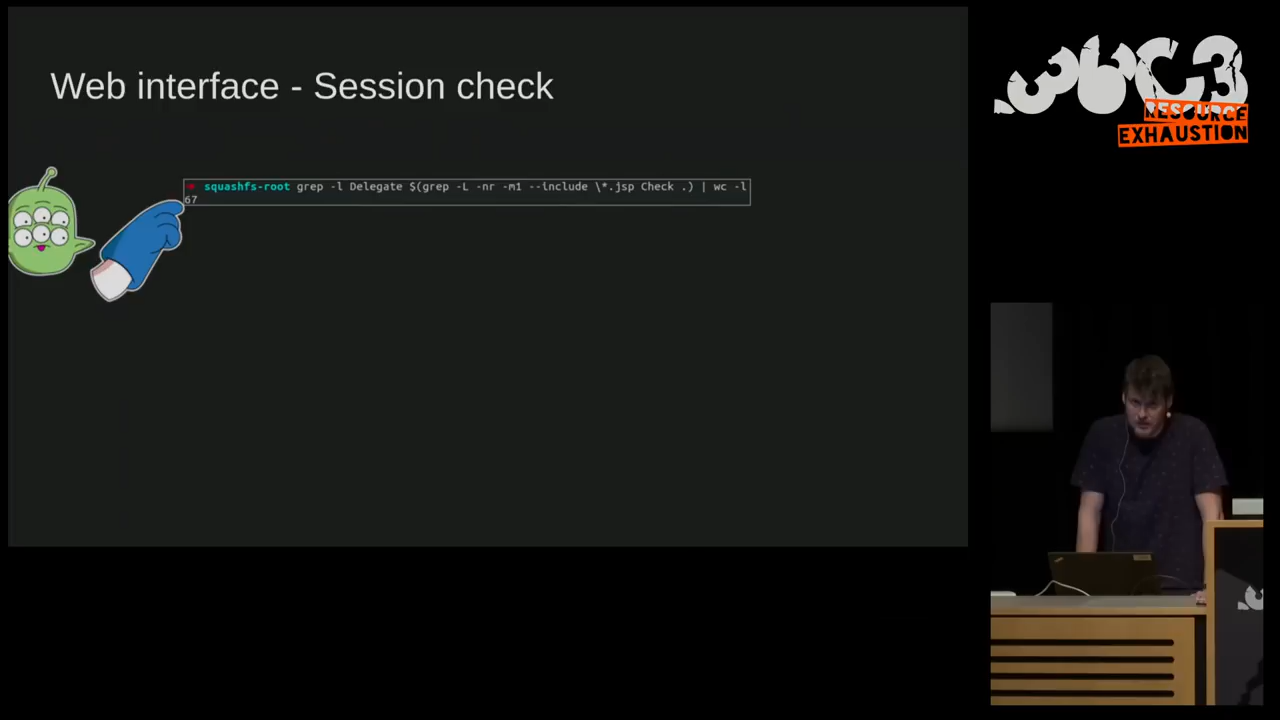 Web interface - Session check
squashfs-root grep -l Delegate $(grep -L -nr -m1 --include \*.jsp Check .) | wc -l
67
36C3
RESOURCE
EXHAUSTION